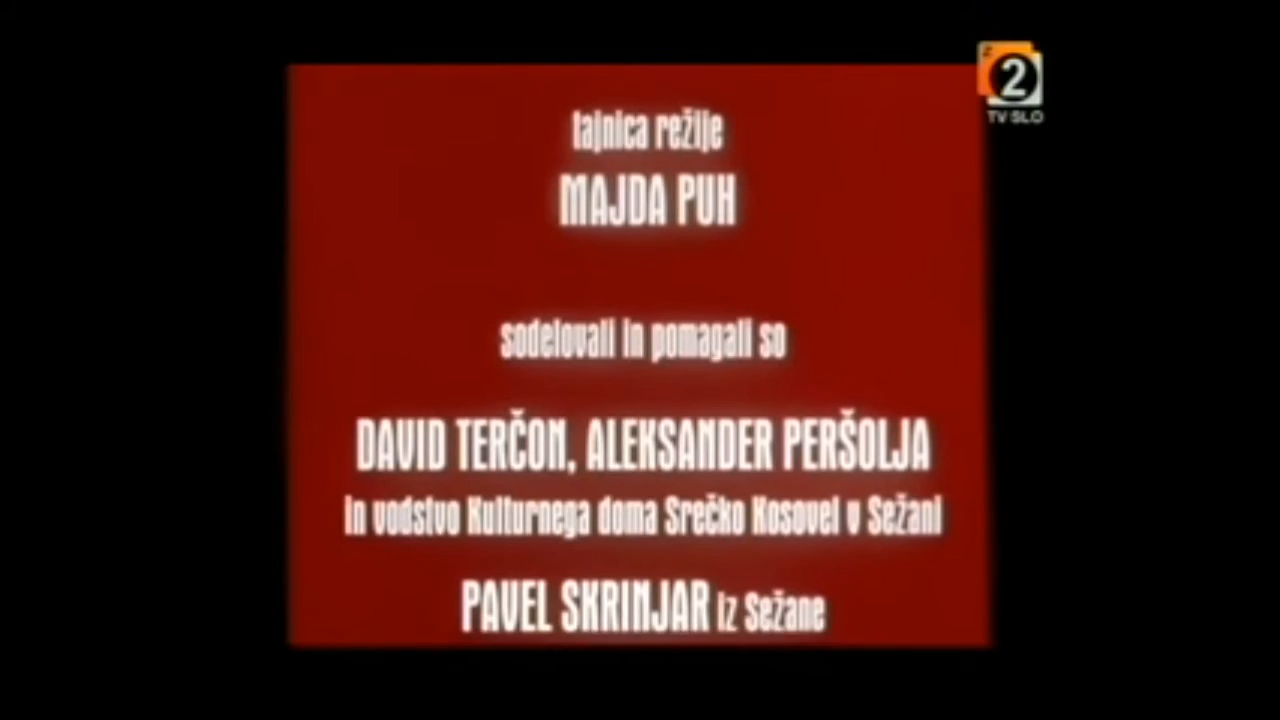 2
TV SLO
tajnica režije
MAJDA PUH
sodelovali in pomagali so
DAVID TERČON, ALEKSANDER PERŠOLJA
in vodstvo Kulturnega doma Srečko Kosovel v Sežani
PAVEL SKRINJAR iz Sežane